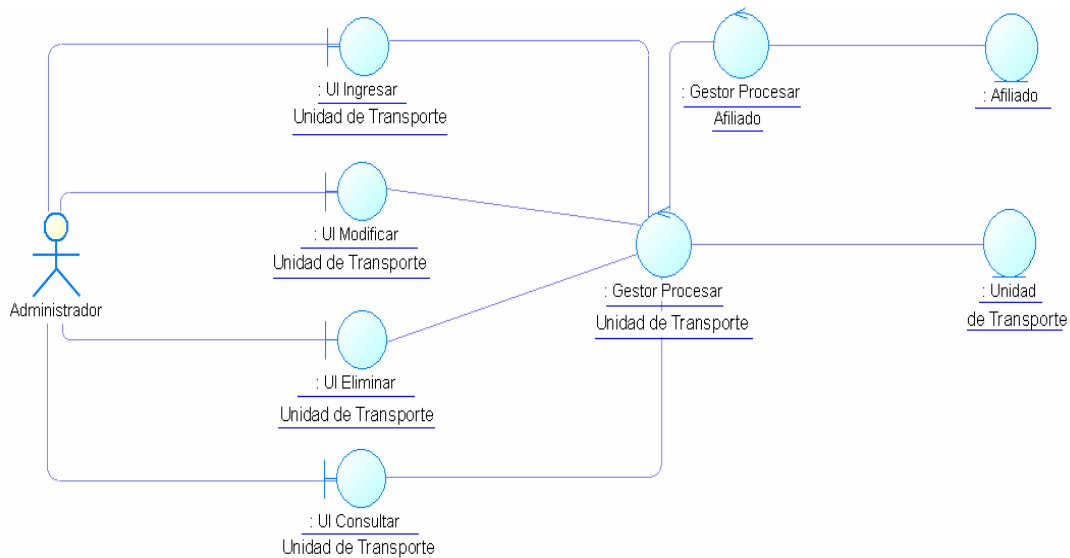 : UI Ingresar
Unidad de Transporte
: Gestor Procesar
Afiliado
: Afiliado
: UI Modificar
Unidad de Transporte
Administrador
: Gestor Procesar
Unidad de Transporte
: Unidad
de Transporte
: UI Eliminar
Unidad de Transporte
: UI Consultar
Unidad de Transporte